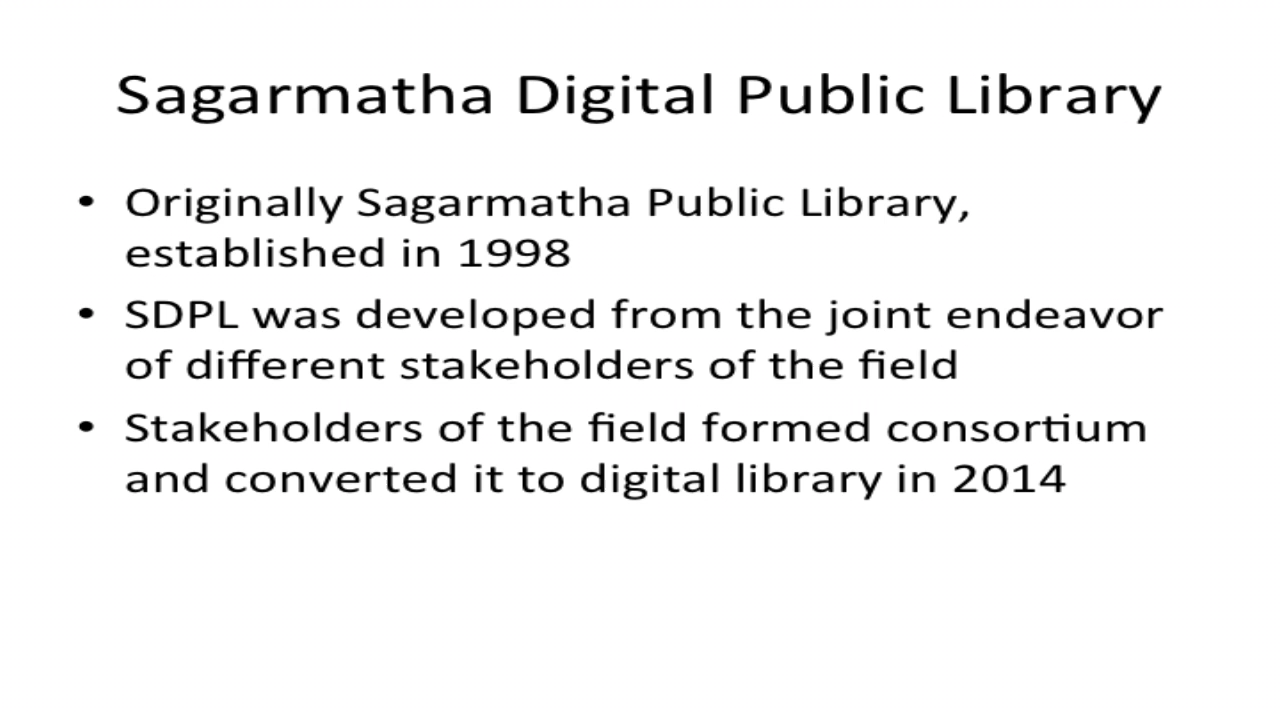 Sagarmatha Digital Public Library
• Originally Sagarmatha Public Library,
established in 1998
• SDPL was developed from the joint endeavor
of different stakeholders of the field
• Stakeholders of the field formed consortium
and converted it to digital library in 2014